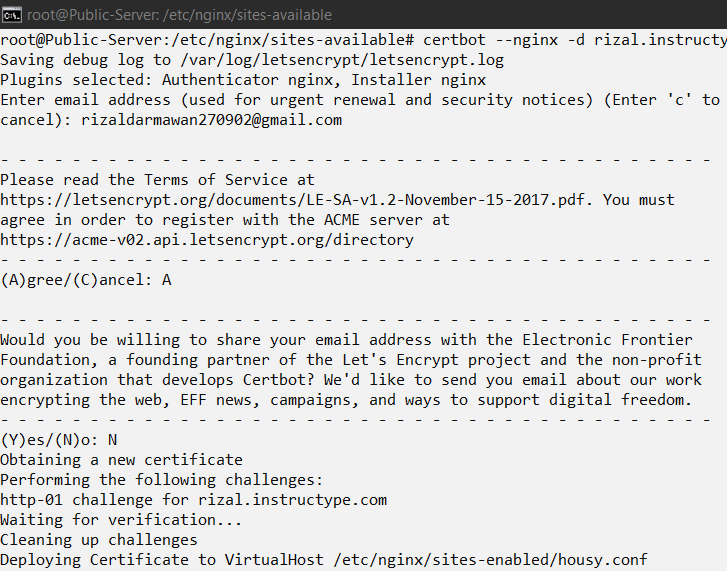 root@Public-Server: /etc/nginx/sites-available
root@Public-Server:/etc/nginx/sites-available# certbot --nginx -d rizal.instructy
Saving debug log to /var/log/letsencrypt/letsencrypt.log
Plugins selected: Authenticator nginx, Installer nginx
Enter email address (used for urgent renewal and security notices) (Enter 'c' to
cancel): rizaldarmawan270902@gmail.com
- - - - - - - - - - - - - - - - - - - - - - - - - - - - - - - - - - - - - - - -
Please read the Terms of Service at
https://letsencrypt.org/documents/LE-SA-v1.2-November-15-2017.pdf. You must
agree in order to register with the ACME server at
https://acme-v02.api.letsencrypt.org/directory
- - - - - - - - - - - - - - - - - - - - - - - - - - - - - - - - - - - - - - - -
(A)gree/(C)ancel: A
- - - - - - - - - - - - - - - - - - - - - - - - - - - - - - - - - - - - - - - -
Would you be willing to share your email address with the Electronic Frontier
Foundation, a founding partner of the Let's Encrypt project and the non-profit
organization that develops Certbot? We'd like to send you email about our work
encrypting the web, EFF news, campaigns, and ways to support digital freedom.
- - - - - - - - - - - - - - - - - - - - - - - - - - - - - - - - - - - - - - - -
(Y)es/(N)o: N
Obtaining a new certificate
Performing the following challenges:
http-01 challenge for rizal.instructype.com
Waiting for verification...
Cleaning up challenges
Deploying Certificate to VirtualHost /etc/nginx/sites-enabled/housy.conf